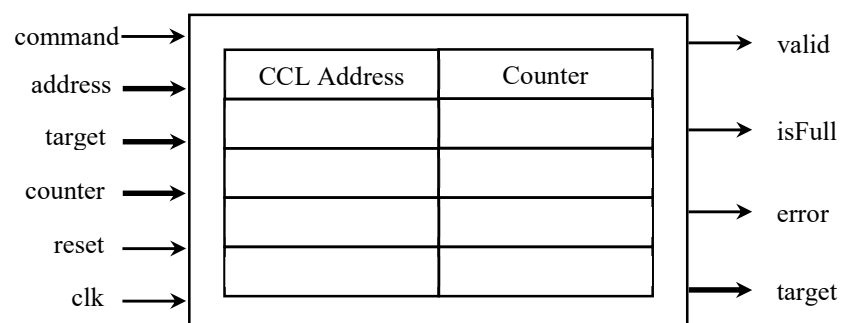 command
address
target
counter
reset
clk
CCL Address Counter
valid
isFull
error
target